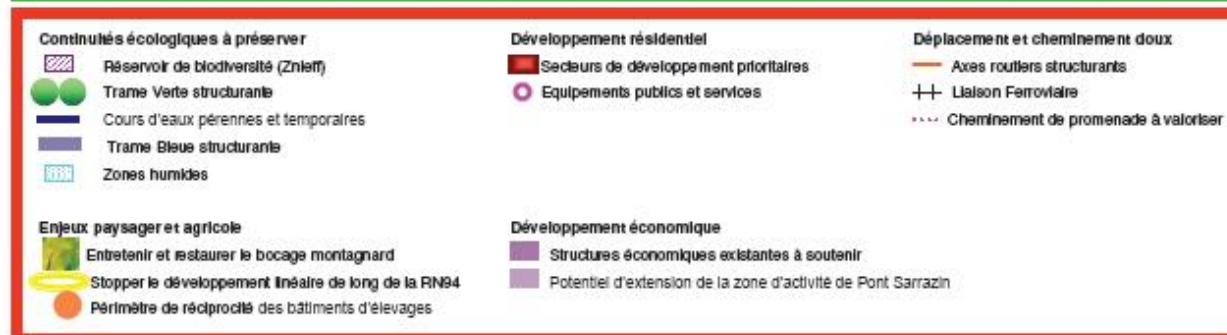 Continuités écologiques à préserver
Réservoir de biodiversité (Znieff)
Trame Verte structurante
Cours d'eaux pérennes et temporaires
Trame Bleue structurante
Zones humides
Développement résidentiel
Secteurs de développement prioritaires
Equipements publics et services
Déplacement et cheminement doux
Axes routiers structurants
Liaison Ferroviaire
Cheminement de promenade à valoriser
Enjeux paysager et agricole
Entretenir et restaurer le bocage montagnard
Stopper le développement linéaire de long de la RN94
Périmètre de réciprocité des bâtiments d'élevages
Développement économique
Structures économiques existantes à soutenir
Potentiel d'extension de la zone d'activité de Pont Sarrazin